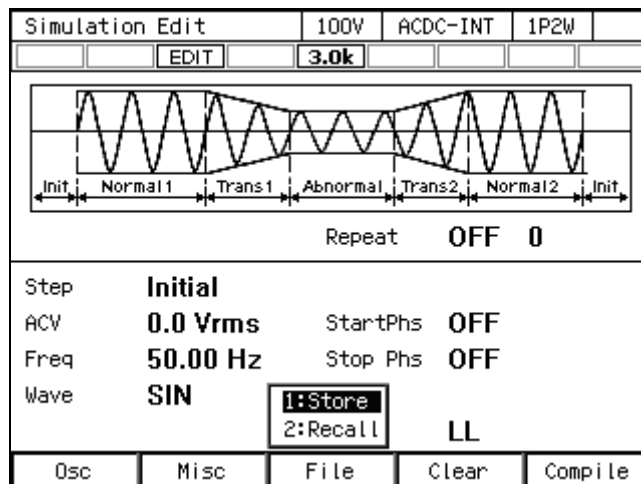 Simulation Edit 100V ACDC-INT 1P2W
EDIT 3.0k
Init Normal1 Trans1 Abnormal Trans2 Normal2 Init
Repeat OFF 0
Step Initial
ACV 0.0 Vrms StartPhs OFF
Freq 50.00 Hz Stop Phs OFF
Wave SIN
1:Store
2:Recall LL
Osc Misc File Clear Compile